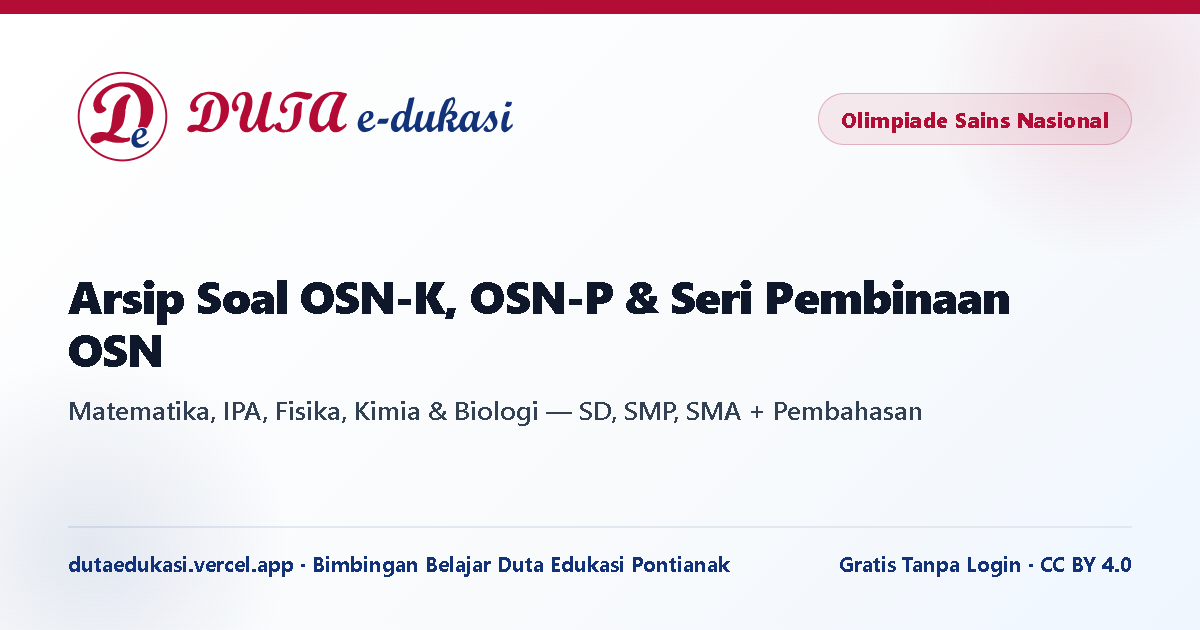 De
DUTA e-dukasi
Olimpiade Sains Nasional
Arsip Soal OSN-K, OSN-P & Seri Pembinaan
OSN
Matematika, IPA, Fisika, Kimia & Biologi — SD, SMP, SMA + Pembahasan
dutaedukasi.vercel.app · Bimbingan Belajar Duta Edukasi Pontianak
Gratis Tanpa Login · CC BY 4.0